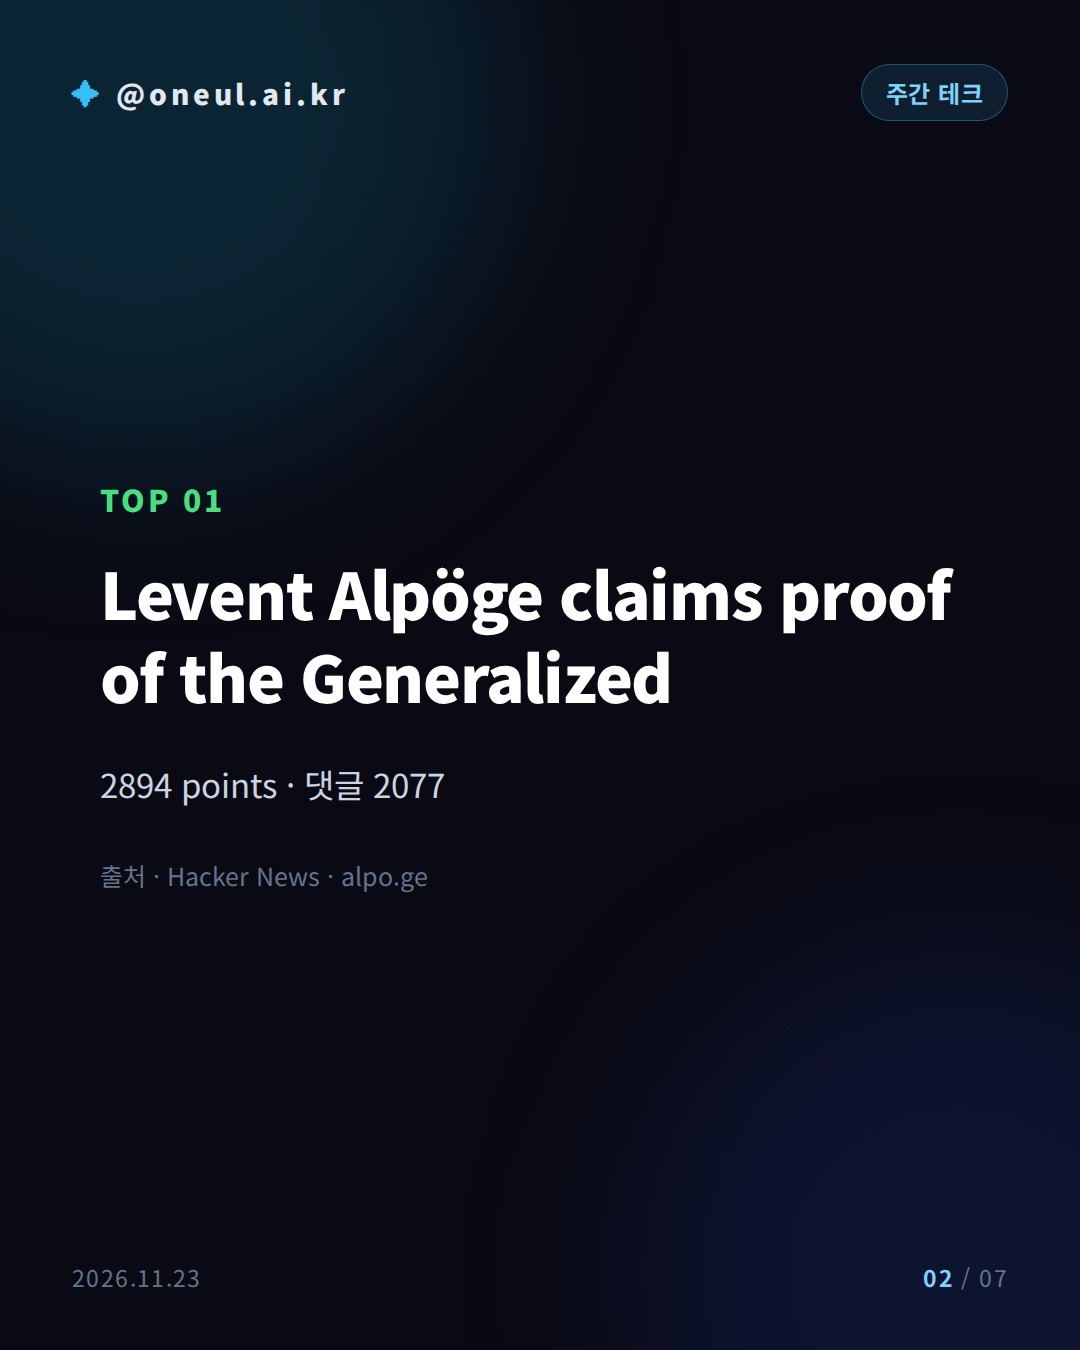 @oneul.ai.kr
주간 테크
TOP 01
Levent Alpöge claims proof
of the Generalized
2894 points · 댓글 2077
출처 · Hacker News · alpo.ge
2026.11.23
02 / 07